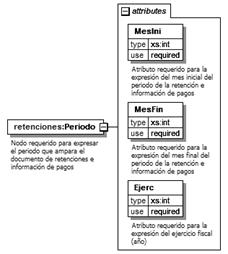 attributes
MesIni
type xs:int
use required
Atributo requerido para la
expresión del mes inicial del
periodo de la retención e
información de pagos
MesFin
type xs:int
use required
Atributo requerido para la
expresión del mes final del
periodo de la retención e
información de pagos
Ejerc
type xs:int
use required
Atributo requerido para la
expresión del ejercicio fiscal
(año)
retenciones:Periodo
Nodo requerido para expresar
el periodo que ampara el
documento de retenciones e
información de pagos